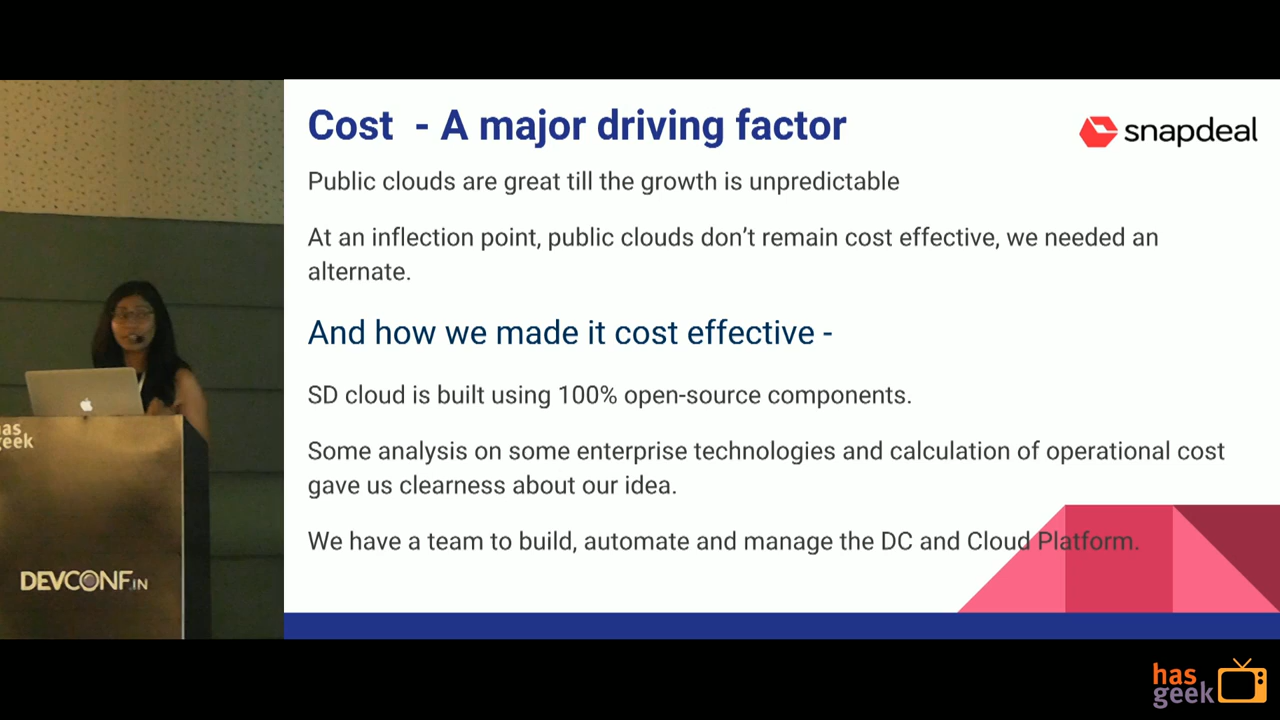 Cost - A major driving factor
snapdeal
Public clouds are great till the growth is unpredictable
At an inflection point, public clouds don't remain cost effective, we needed an
alternate.
And how we made it cost effective -
SD cloud is built using 100% open-source components.
Some analysis on some enterprise technologies and calculation of operational cost
gave us clearness about our idea.
We have a team to build, automate and manage the DC and Cloud Platform.
has
geek
DEVCONF.IN
has
geek